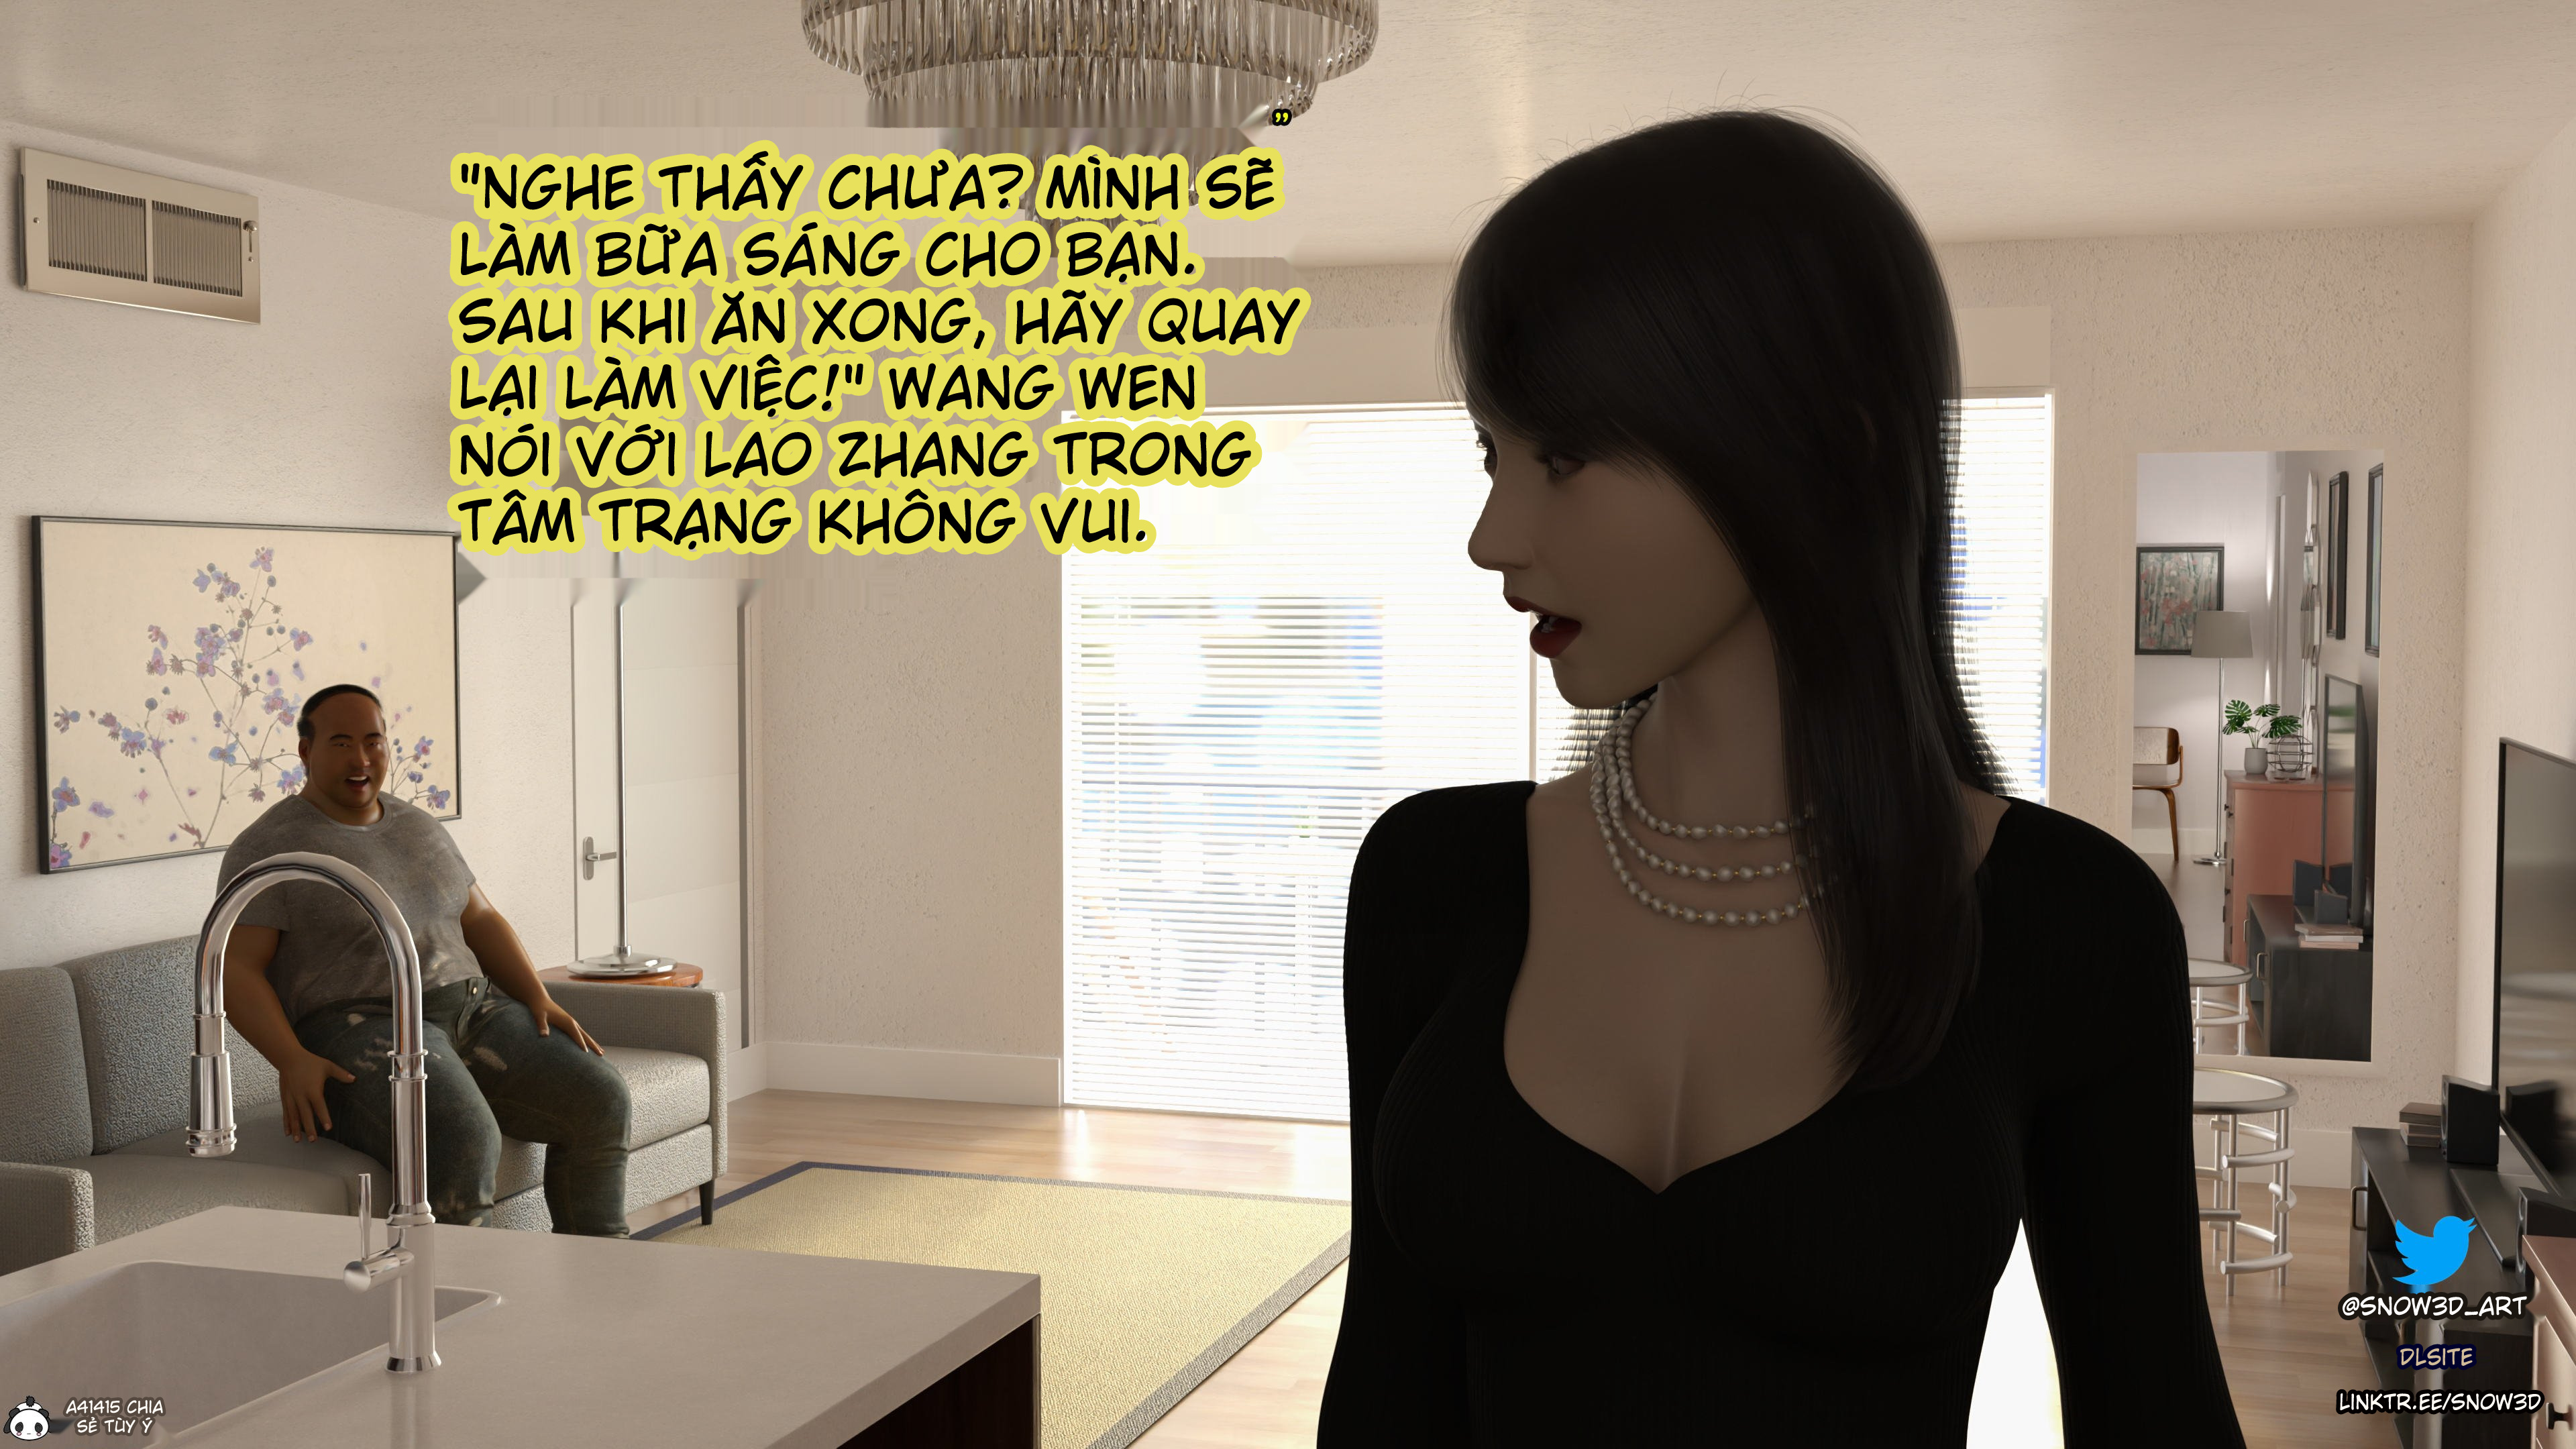 ”
"NGHE THẤY CHƯA? MÌNH SẼ
LÀM BỮA SÁNG CHO BẠN.
SAU KHI ĂN XONG, HÃY QUAY
LẠI LÀM VIỆC!" WANG WEN
NÓI VỚI LAO ZHANG TRONG
TÂM TRẠNG KHÔNG VUI.
@SNOW3D_ART
DLSITE
LINKTR.EE/SNOW3D
A41415 CHIA
SẺ TÙY Ý